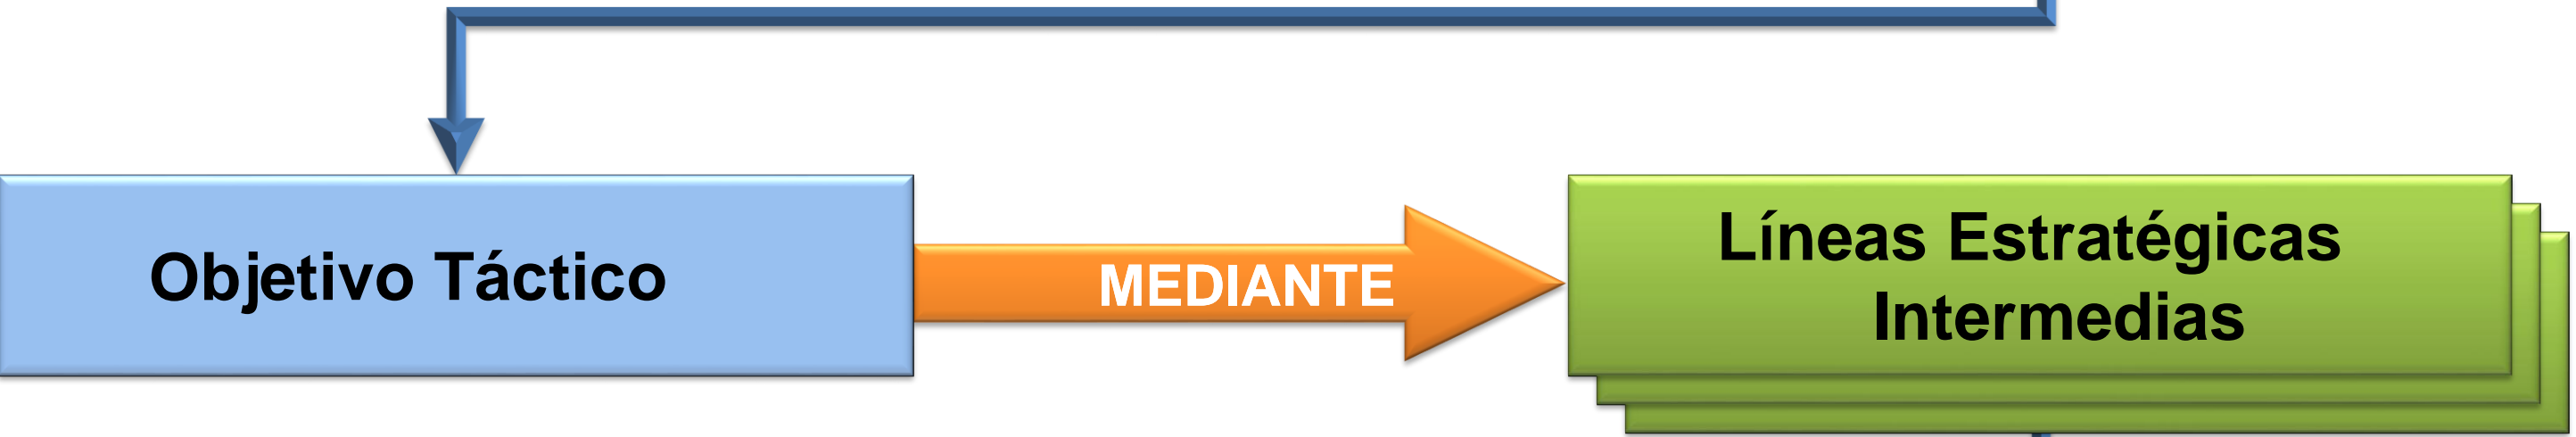 Objetivo Táctico
MEDIANTE
Líneas Estratégicas
Intermedias